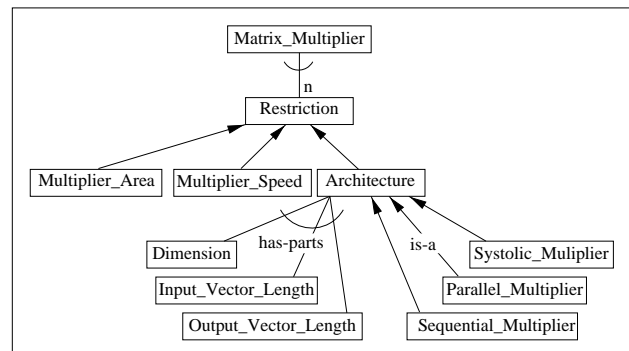 Matrix_Multiplier
n
Restriction
Multiplier_Area
Multiplier_Speed
Architecture
has-parts
is-a
Dimension
Systolic_Muliplier
Input_Vector_Length
Parallel_Multiplier
Output_Vector_Length
Sequential_Multiplier